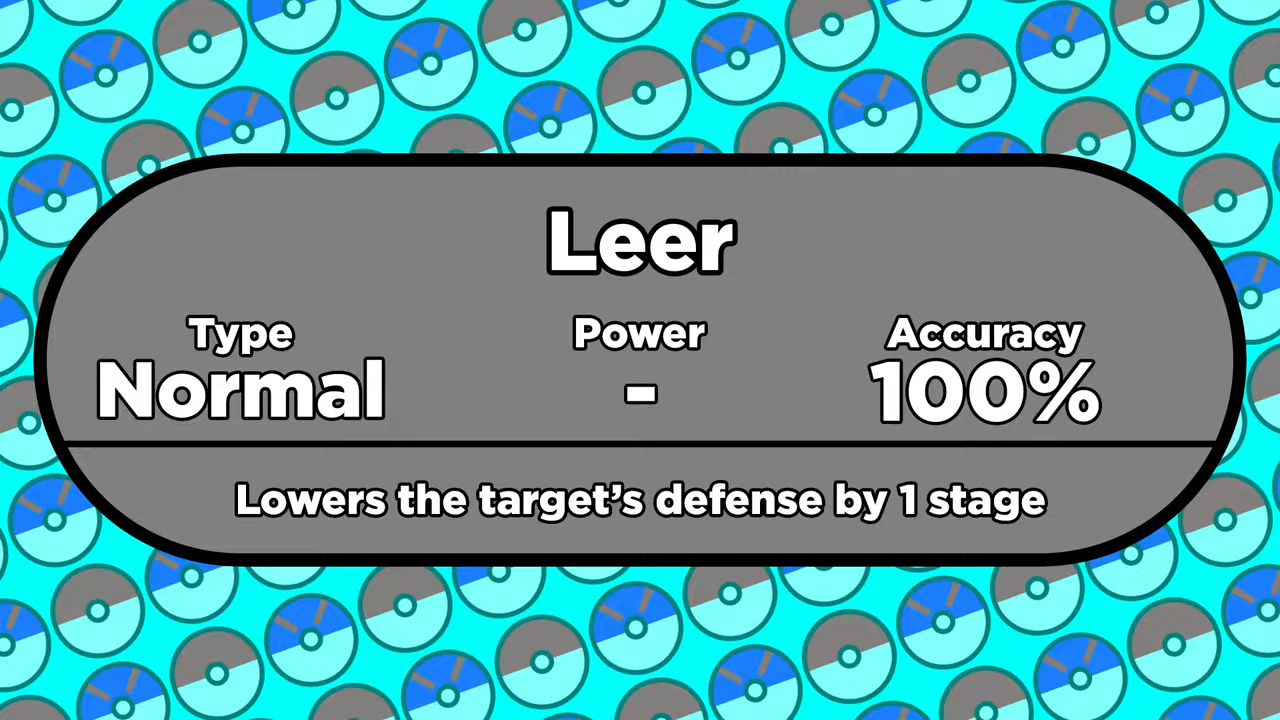 Leer
Type Power Accuracy
Normal - 100%
Lowers the target's defense by 1 stage